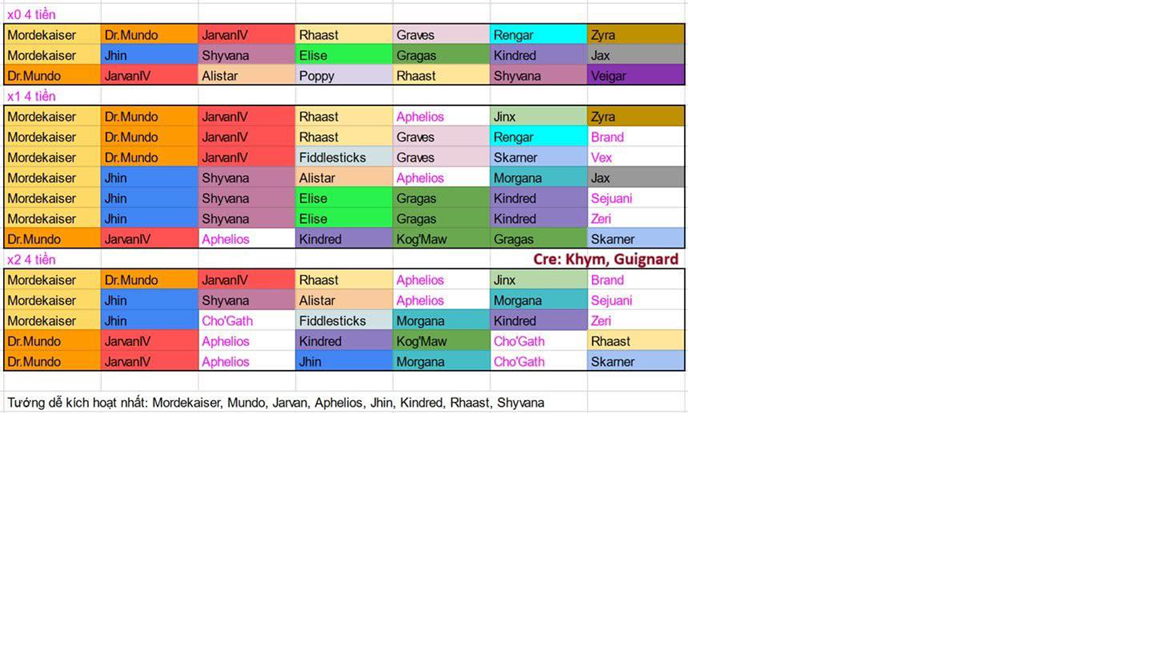 x0 4 tiền
Mordekaiser Dr.Mundo JarvanIV Rhaast Graves Rengar Zyra
Mordekaiser Jhin Shyvana Elise Gragas Kindred Jax
Dr.Mundo JarvanIV Alistar Poppy Rhaast Shyvana Veigar
x1 4 tiền
Mordekaiser Dr.Mundo JarvanIV Rhaast Aphelios Jinx Zyra
Mordekaiser Dr.Mundo JarvanIV Rhaast Graves Rengar Brand
Mordekaiser Dr.Mundo JarvanIV Fiddlesticks Graves Skarner Vex
Mordekaiser Jhin Shyvana Alistar Aphelios Morgana Jax
Mordekaiser Jhin Shyvana Elise Gragas Kindred Sejuani
Mordekaiser Jhin Shyvana Elise Gragas Kindred Zeri
Dr.Mundo JarvanIV Aphelios Kindred Kog'Maw Gragas Skarner
x2 4 tiền Cre: Khym, Guignard
Mordekaiser Dr.Mundo JarvanIV Rhaast Aphelios Jinx Brand
Mordekaiser Jhin Shyvana Alistar Aphelios Morgana Sejuani
Mordekaiser Jhin Cho'Gath Fiddlesticks Morgana Kindred Zeri
Dr.Mundo JarvanIV Aphelios Kindred Kog'Maw Cho'Gath Rhaast
Dr.Mundo JarvanIV Aphelios Jhin Morgana Cho'Gath Skarner
Tướng dễ kích hoạt nhất: Mordekaiser, Mundo, Jarvan, Aphelios, Jhin, Kindred, Rhaast, Shyvana